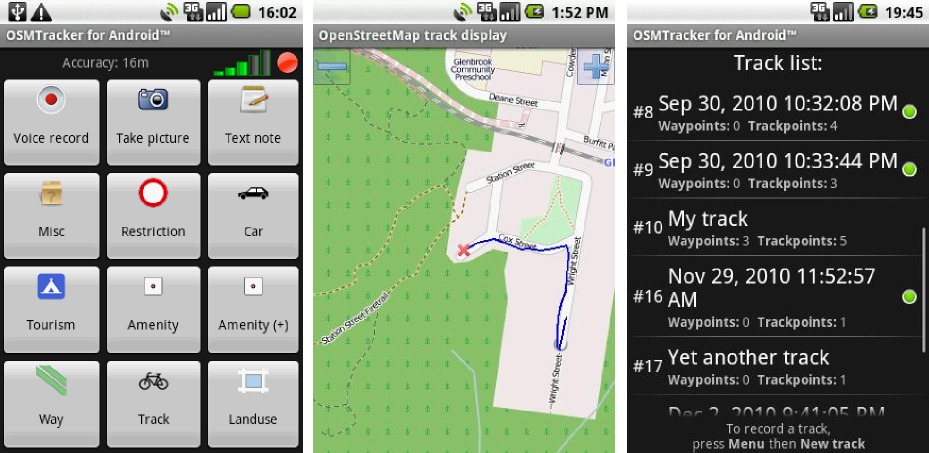 16:02
OSMTracker for Android™
Accuracy: 16m
Voice record
Take picture
Text note
Misc
Restriction
Car
Tourism
Amenity
Amenity (+)
Way
Track
Landuse
3G
1:52 PM
OpenStreetMap track display
Glenbrook
Community
Preschool
Deane Street
Burfitt Pa
Station Street
Cox Street
Wright Street
Station Street Firetrail
Wright Street
3G
19:45
OSMTracker for Android™
Track list:
#8 Sep 30, 2010 10:32:08 PM
Waypoints: 0 Trackpoints: 4
#9 Sep 30, 2010 10:33:44 PM
Waypoints: 0 Trackpoints: 3
#10 My track
Waypoints: 3 Trackpoints: 5
#16 Nov 29, 2010 11:52:57
AM
Waypoints: 0 Trackpoints: 1
#17 Yet another track
Waypoints: 0 Trackpoints: 1
Dec 2, 2010 9:41:05 PM
To record a track,
press Menu then New track